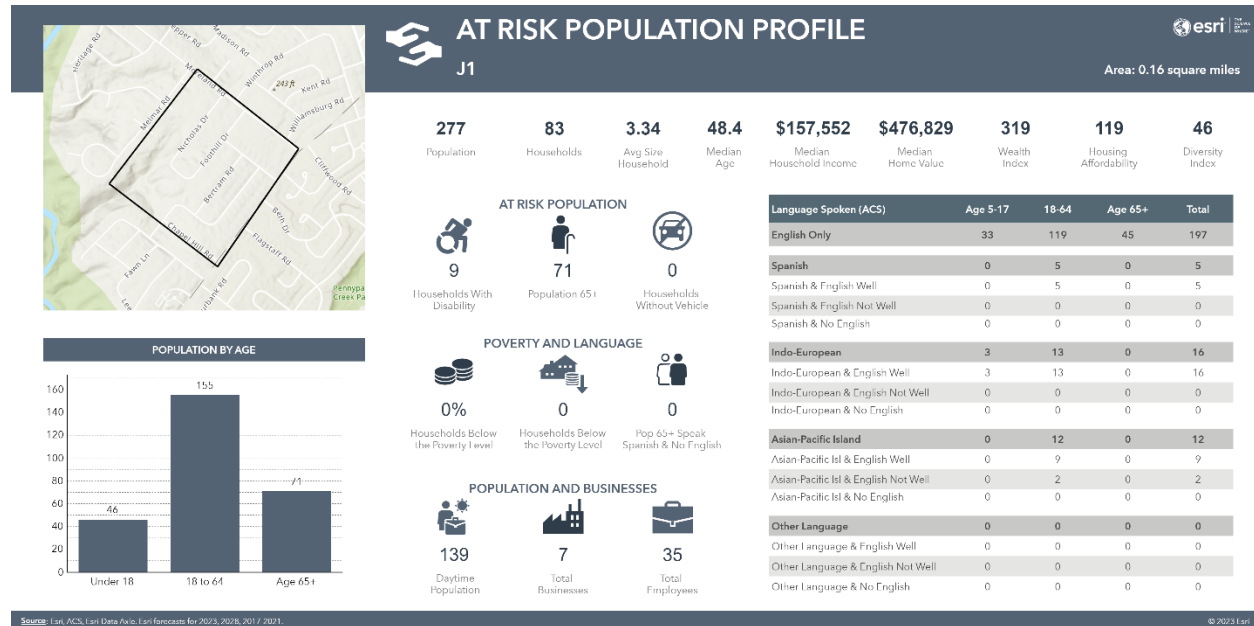 AT RISK POPULATION PROFILE
J1
esri
THE SCIENCE OF WHERE
Area: 0.16 square miles
Heritage Rd
Madison Rd
Winthrop Rd
Moreland Rd
243 ft
Kent Rd
Williamsburg Rd
Melmar Rd
Nicholas Dr
Foothill Dr
Bertram Rd
Cliffwood Rd
Beth Dr
Flagstaff Rd
Chapel Hill Rd
Fawn Ln
Pennypa
Creek Pa
277
Population
83
Households
3.34
Avg Size
Household
48.4
Median
Age
$157,552
Median
Household Income
$476,829
Median
Home Value
319
Wealth
Index
119
Housing
Affordability
46
Diversity
Index
AT RISK POPULATION
9
Households With
Disability
71
Population 65+
0
Households
Without Vehicle
POVERTY AND LANGUAGE
0%
Households Below
the Poverty Level
0
Households Below
the Poverty Level
0
Pop 65+ Speak
Spanish & No English
POPULATION AND BUSINESSES
139
Daytime
Population
7
Total
Businesses
35
Total
Employees
POPULATION BY AGE
160
140
120
100
80
60
40
20
0
46
155
71
Under 18
18 to 64
Age 65+
Language Spoken (ACS) Age 5-17 18-64 Age 65+ Total
English Only 33 119 45 197
Spanish 0 5 0 5
Spanish & English Well 0 5 0 5
Spanish & English Not Well 0 0 0 0
Spanish & No English 0 0 0 0
Indo-European 3 13 0 16
Indo-European & English Well 3 13 0 16
Indo-European & English Not Well 0 0 0 0
Indo-European & No English 0 0 0 0
Asian-Pacific Island 0 12 0 12
Asian-Pacific Isl & English Well 0 9 0 9
Asian-Pacific Isl & English Not Well 0 2 0 2
Asian-Pacific Isl & No English 0 0 0 0
Other Language 0 0 0 0
Other Language & English Well 0 0 0 0
Other Language & English Not Well 0 0 0 0
Other Language & No English 0 0 0 0
Source: Esri, ACS, Esri-Data Axle. Esri forecasts for 2023, 2028, 2017-2021.
© 2023 Esri